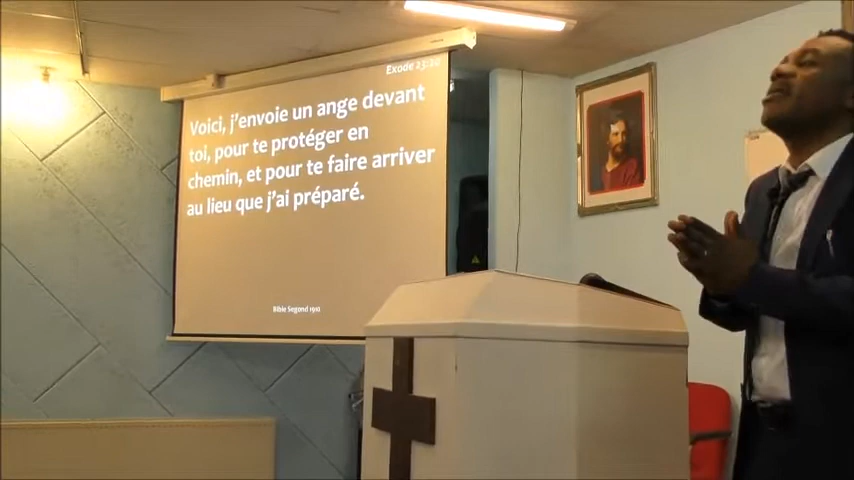 Exode 23:20
Voici, j'envoie un ange devant
toi, pour te protéger en
chemin, et pour te faire arriver
au lieu que j'ai préparé.
Bible Segond 1910